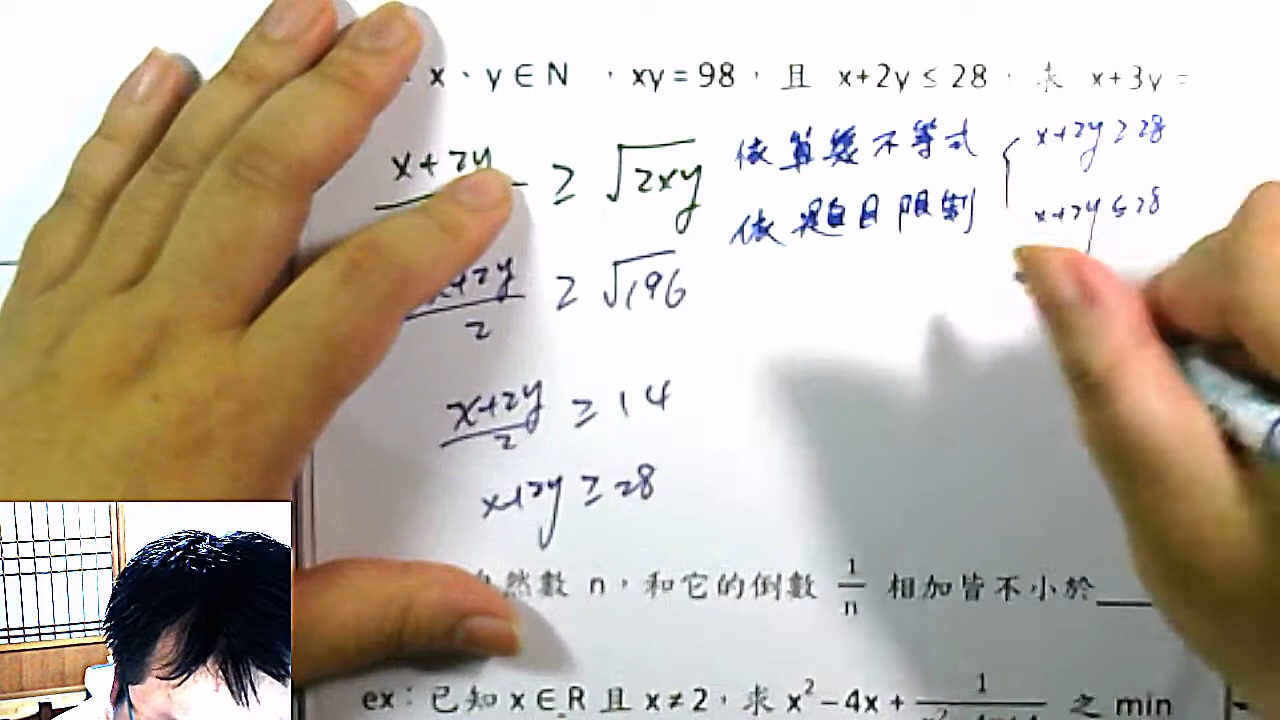 x、y∈N，xy=98，且 x+2y≤28，求 x+3y=
x+2y ≥ √2xy 依算幾不等式 x+2y≥28
依題目限制 x+2y≤28
x+2y/2 ≥ √196
x+2y/2 ≥ 14
x+2y≥28
然數 n，和它的倒數 1/n 相加皆不小於___
ex：已知 x∈R 且 x≠2，求 x²−4x+ 1 之 min